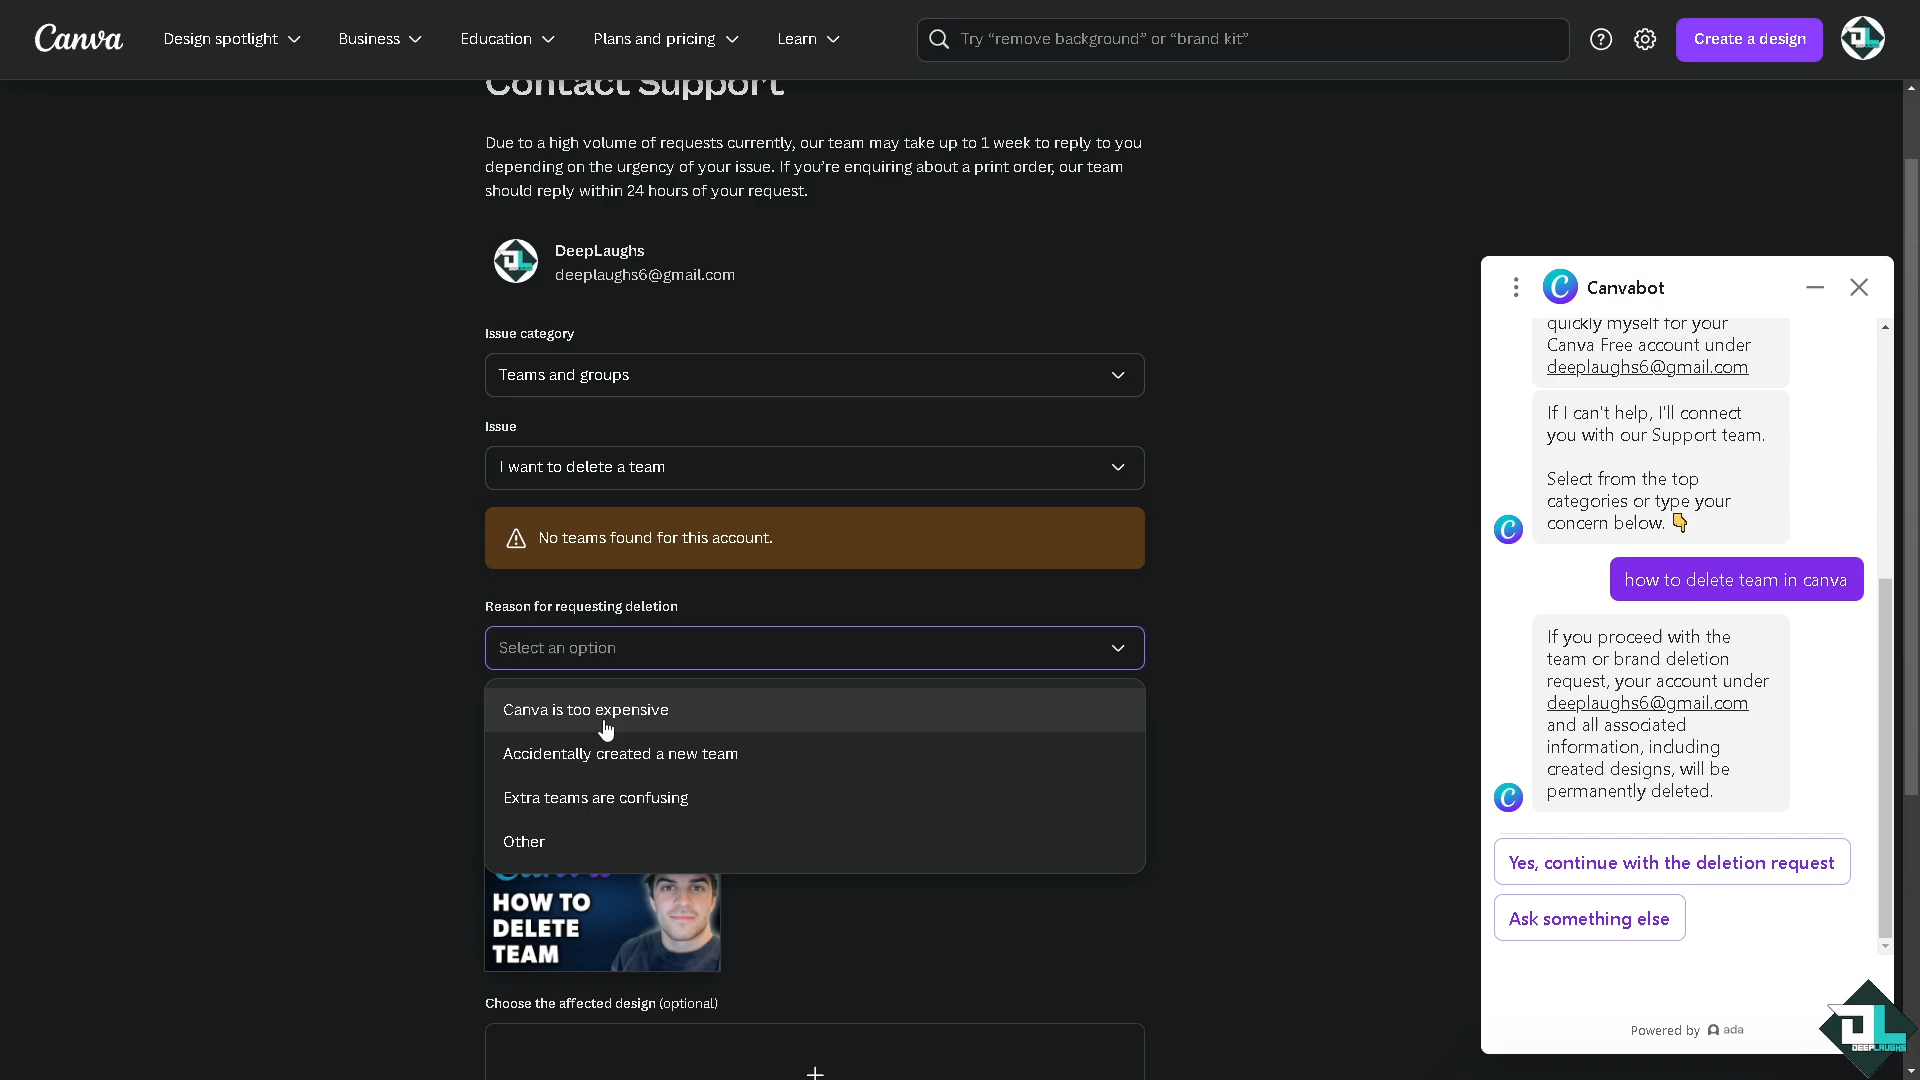 Canva
Design spotlight
Business
Education
Plans and pricing
Learn
Try “remove background” or “brand kit”
Create a design
Contact Support
Due to a high volume of requests currently, our team may take up to 1 week to reply to you
depending on the urgency of your issue. If you’re enquiring about a print order, our team
should reply within 24 hours of your request.
DeepLaughs
deeplaughs6@gmail.com
Issue category
Teams and groups
Issue
I want to delete a team
No teams found for this account.
Reason for requesting deletion
Select an option
Canva is too expensive
Accidentally created a new team
Extra teams are confusing
Other
HOW TO
DELETE
TEAM
Choose the affected design (optional)
Canvabot
quickly myself for your
Canva Free account under
deeplaughs6@gmail.com
If I can't help, I'll connect
you with our Support team.
Select from the top
categories or type your
concern below. 👇
how to delete team in canva
If you proceed with the
team or brand deletion
request, your account under
deeplaughs6@gmail.com
and all associated
information, including
created designs, will be
permanently deleted.
Yes, continue with the deletion request
Ask something else
Powered by ada
DL
DEEPLAUGHS